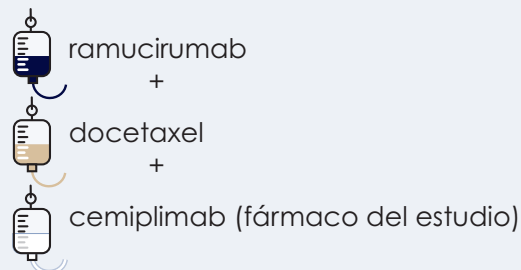 ramucirumab
+
docetaxel
+
cemiplimab (fármaco del estudio)